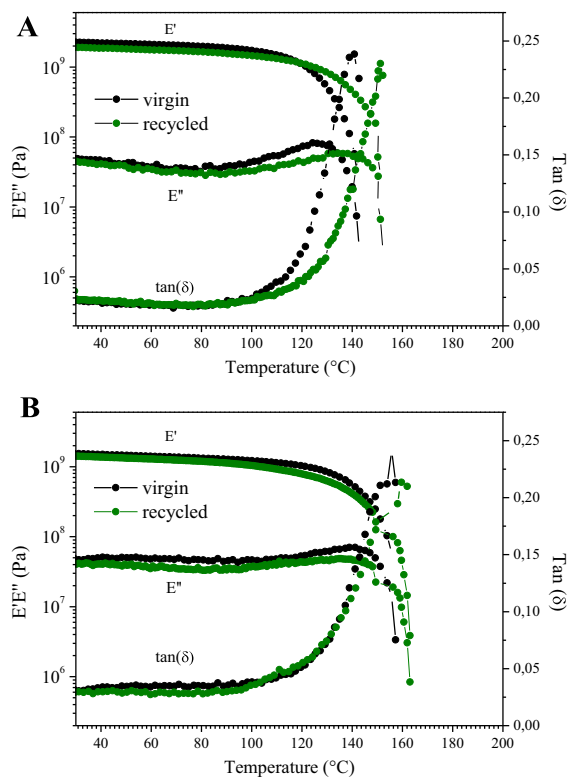 A
E'
0,25
10⁹
0,20
virgin
recycled
10⁸
0,15
E'E" (Pa)
Tan (δ)
E"
0,10
10⁷
0,05
10⁶
tan(δ)
0,00
40 60 80 100 120 140 160 180 200
Temperature (°C)
B
E'
0,25
10⁹
0,20
virgin
recycled
10⁸
0,15
E'E" (Pa)
Tan (δ)
E"
0,10
10⁷
tan(δ)
0,05
10⁶
0,00
40 60 80 100 120 140 160 180 200
Temperature (°C)